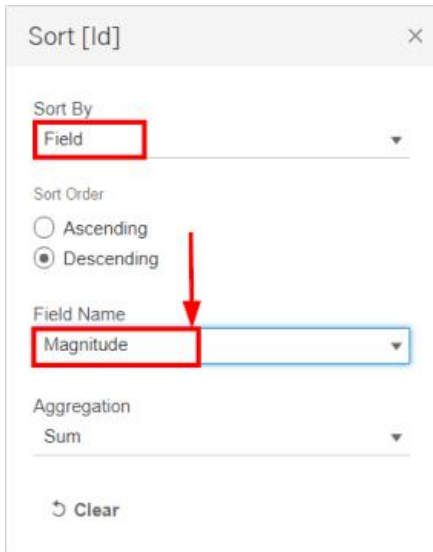 Sort [Id]
Sort By
Field
Sort Order
Ascending
Descending
Field Name
Magnitude
Aggregation
Sum
Clear